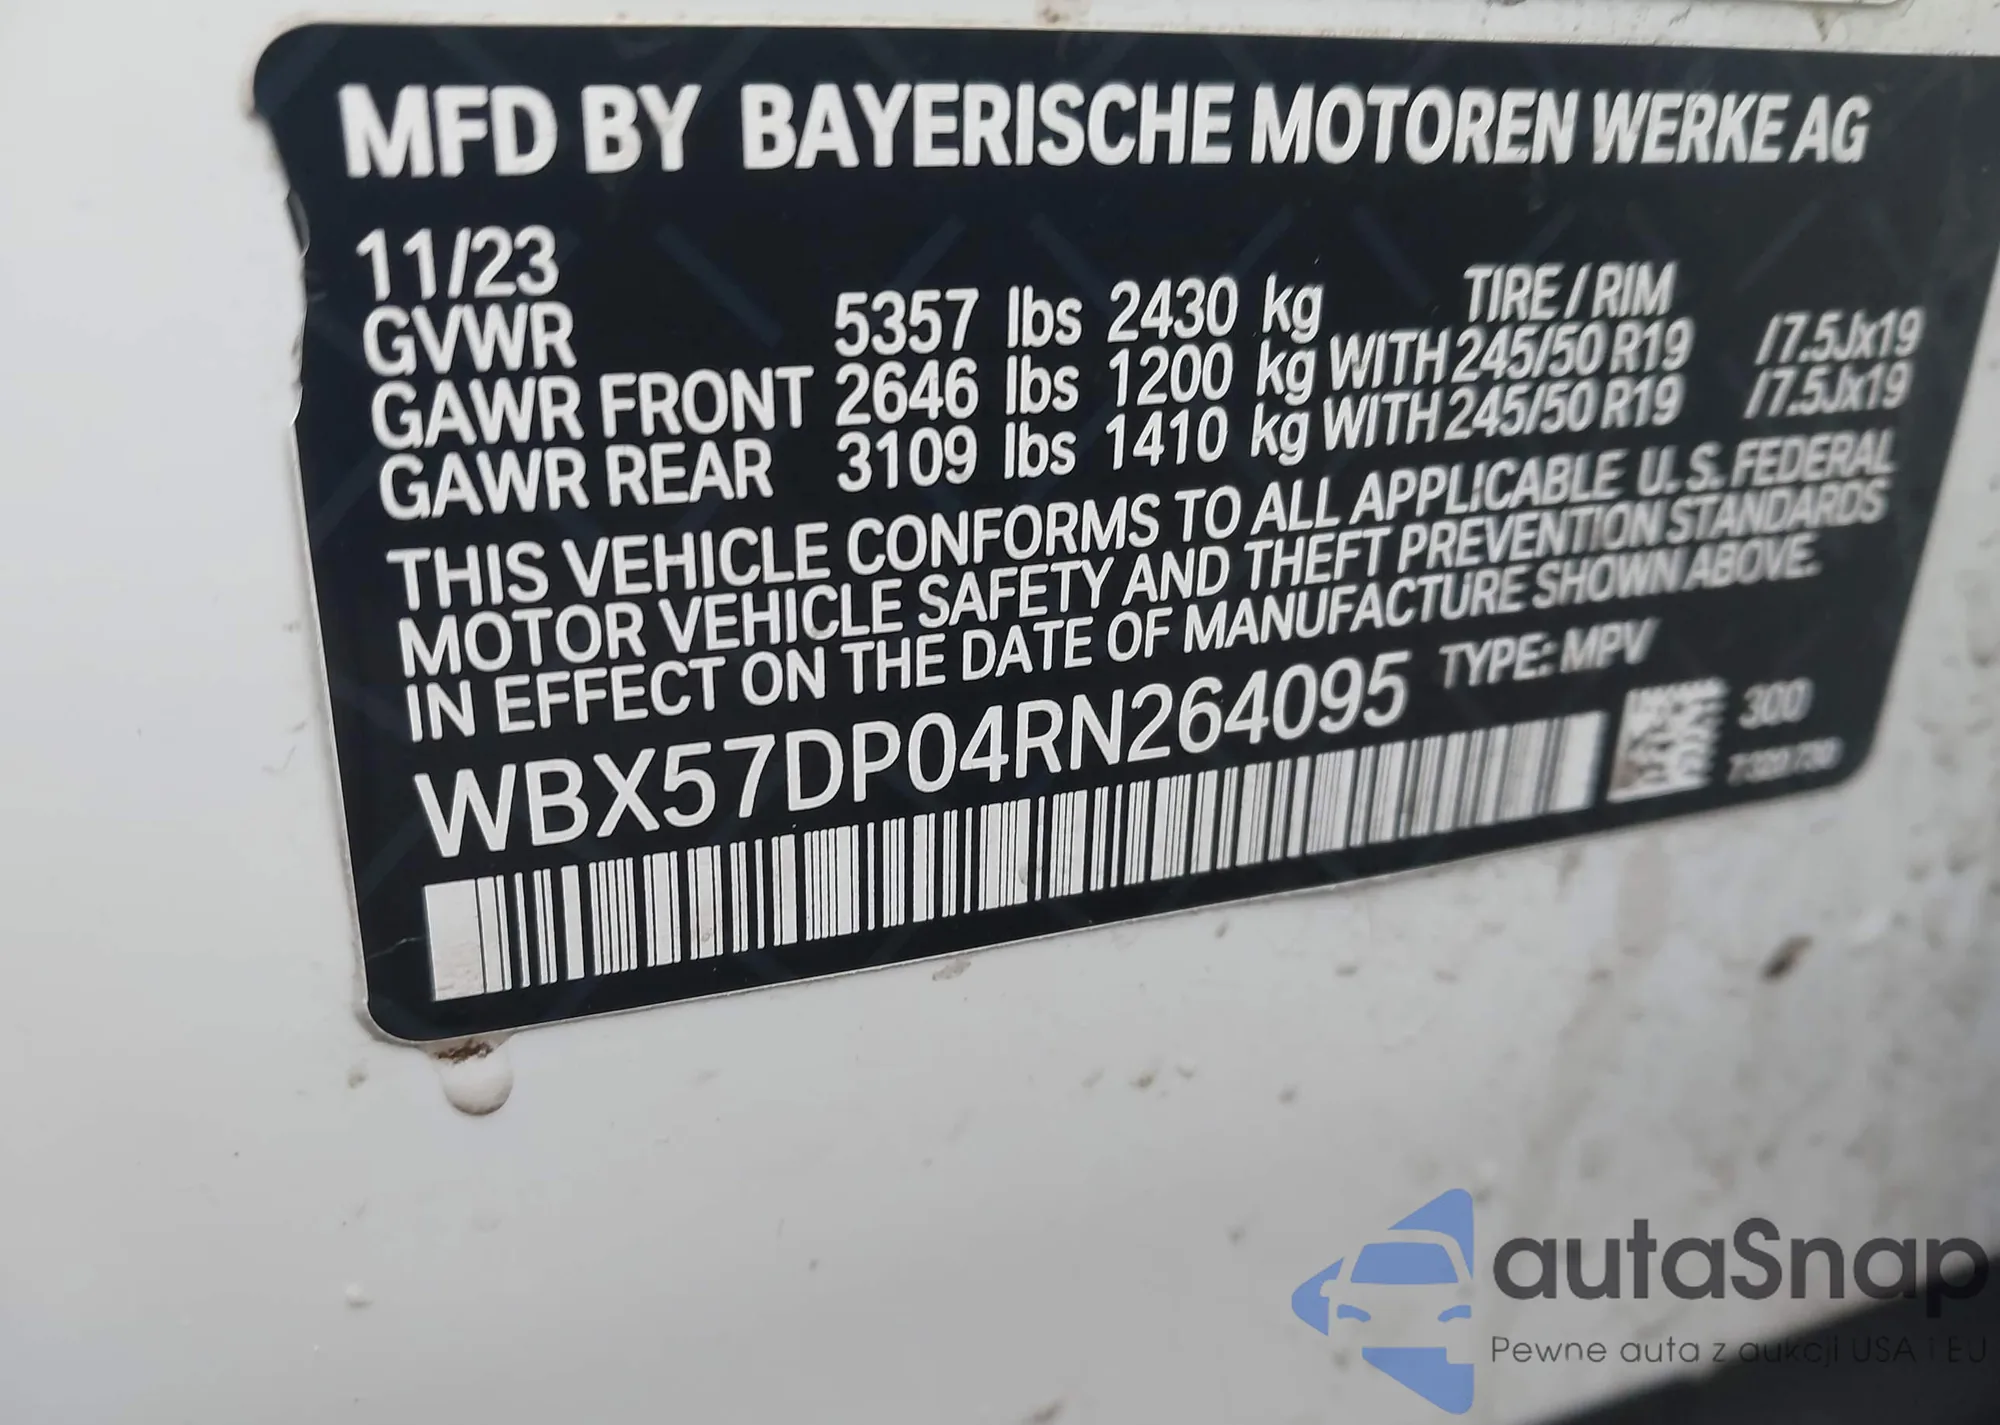 MFD BY BAYERISCHE MOTOREN WERKE AG
11/23
GVWR 5357 lbs 2430 kg TIRE / RIM
GAWR FRONT 2646 lbs 1200 kg WITH 245/50 R19 /7.5Jx19
GAWR REAR 3109 lbs 1410 kg WITH 245/50 R19 /7.5Jx19
THIS VEHICLE CONFORMS TO ALL APPLICABLE U.S. FEDERAL
MOTOR VEHICLE SAFETY AND THEFT PREVENTION STANDARDS
IN EFFECT ON THE DATE OF MANUFACTURE SHOWN ABOVE.
WBX57DP04RN264095 TYPE: MPV
300
autaSnap
Pewne auta z aukcji USA i EU